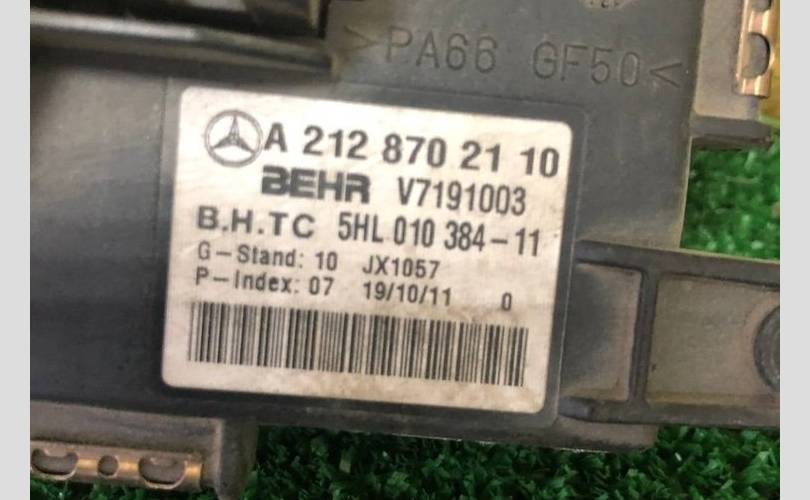 >PA66 GF50<
A 212 870 21 10
BEHR V7191003
B.H.TC 5HL 010 384-11
G-Stand: 10 JX1057
P-Index: 07 19/10/11 0